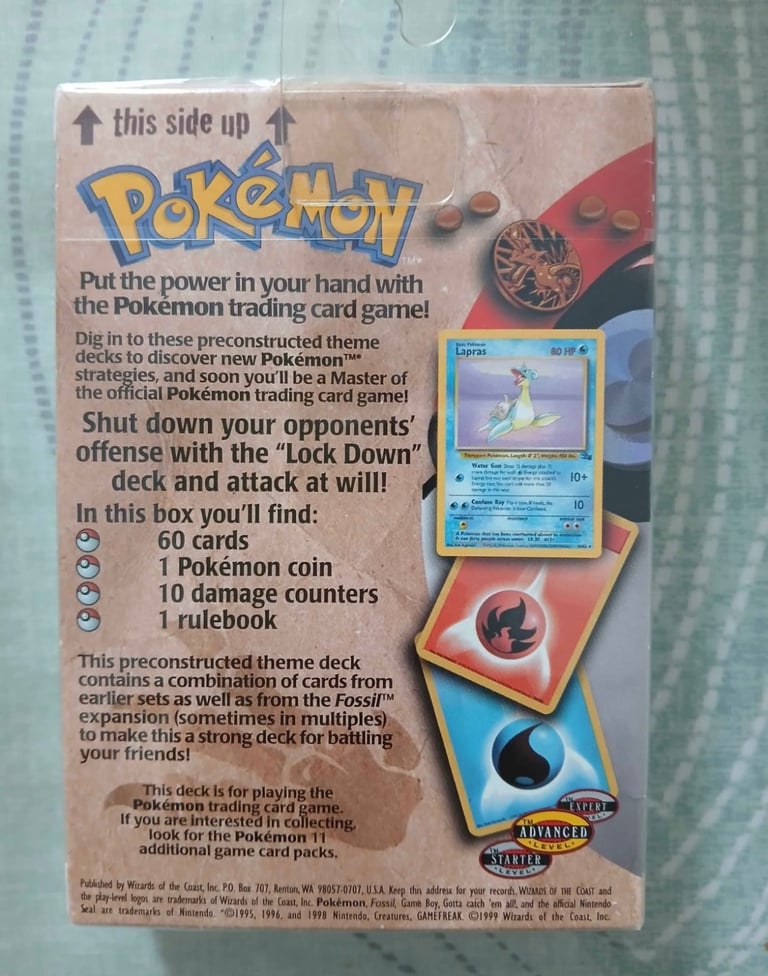 this side up
POKéMON
TM
Put the power in your hand with
the Pokémon trading card game!
Dig in to these preconstructed theme
decks to discover new Pokémon™*
strategies, and soon you'll be a Master of
the official Pokémon trading card game!
Shut down your opponents'
offense with the "Lock Down"
deck and attack at will!
In this box you'll find:
60 cards
1 Pokémon coin
10 damage counters
1 rulebook
This preconstructed theme deck
contains a combination of cards from
earlier sets as well as from the Fossil™
expansion (sometimes in multiples)
to make this a strong deck for battling
your friends!
This deck is for playing the
Pokémon trading card game.
If you are interested in collecting,
look for the Pokémon 11
additional game card packs.
Lapras
80 HP
Water Gun
10+
Confuse Ray
10
TM
EXPERT
TM
ADVANCED
LEVEL
TM
STARTER
LEVEL
Published by Wizards of the Coast, Inc. P.O. Box 707, Renton, WA 98057-0707, U.S.A. Keep this address for your records. WIZARDS OF THE COAST and
the play-level logos are trademarks of Wizards of the Coast, Inc. Pokémon, Fossil, Game Boy, Gotta catch 'em all!, and the official Nintendo
Seal are trademarks of Nintendo. *©1995, 1996, and 1998 Nintendo, Creatures, GAMEFREAK. ©1999 Wizards of the Coast, Inc.